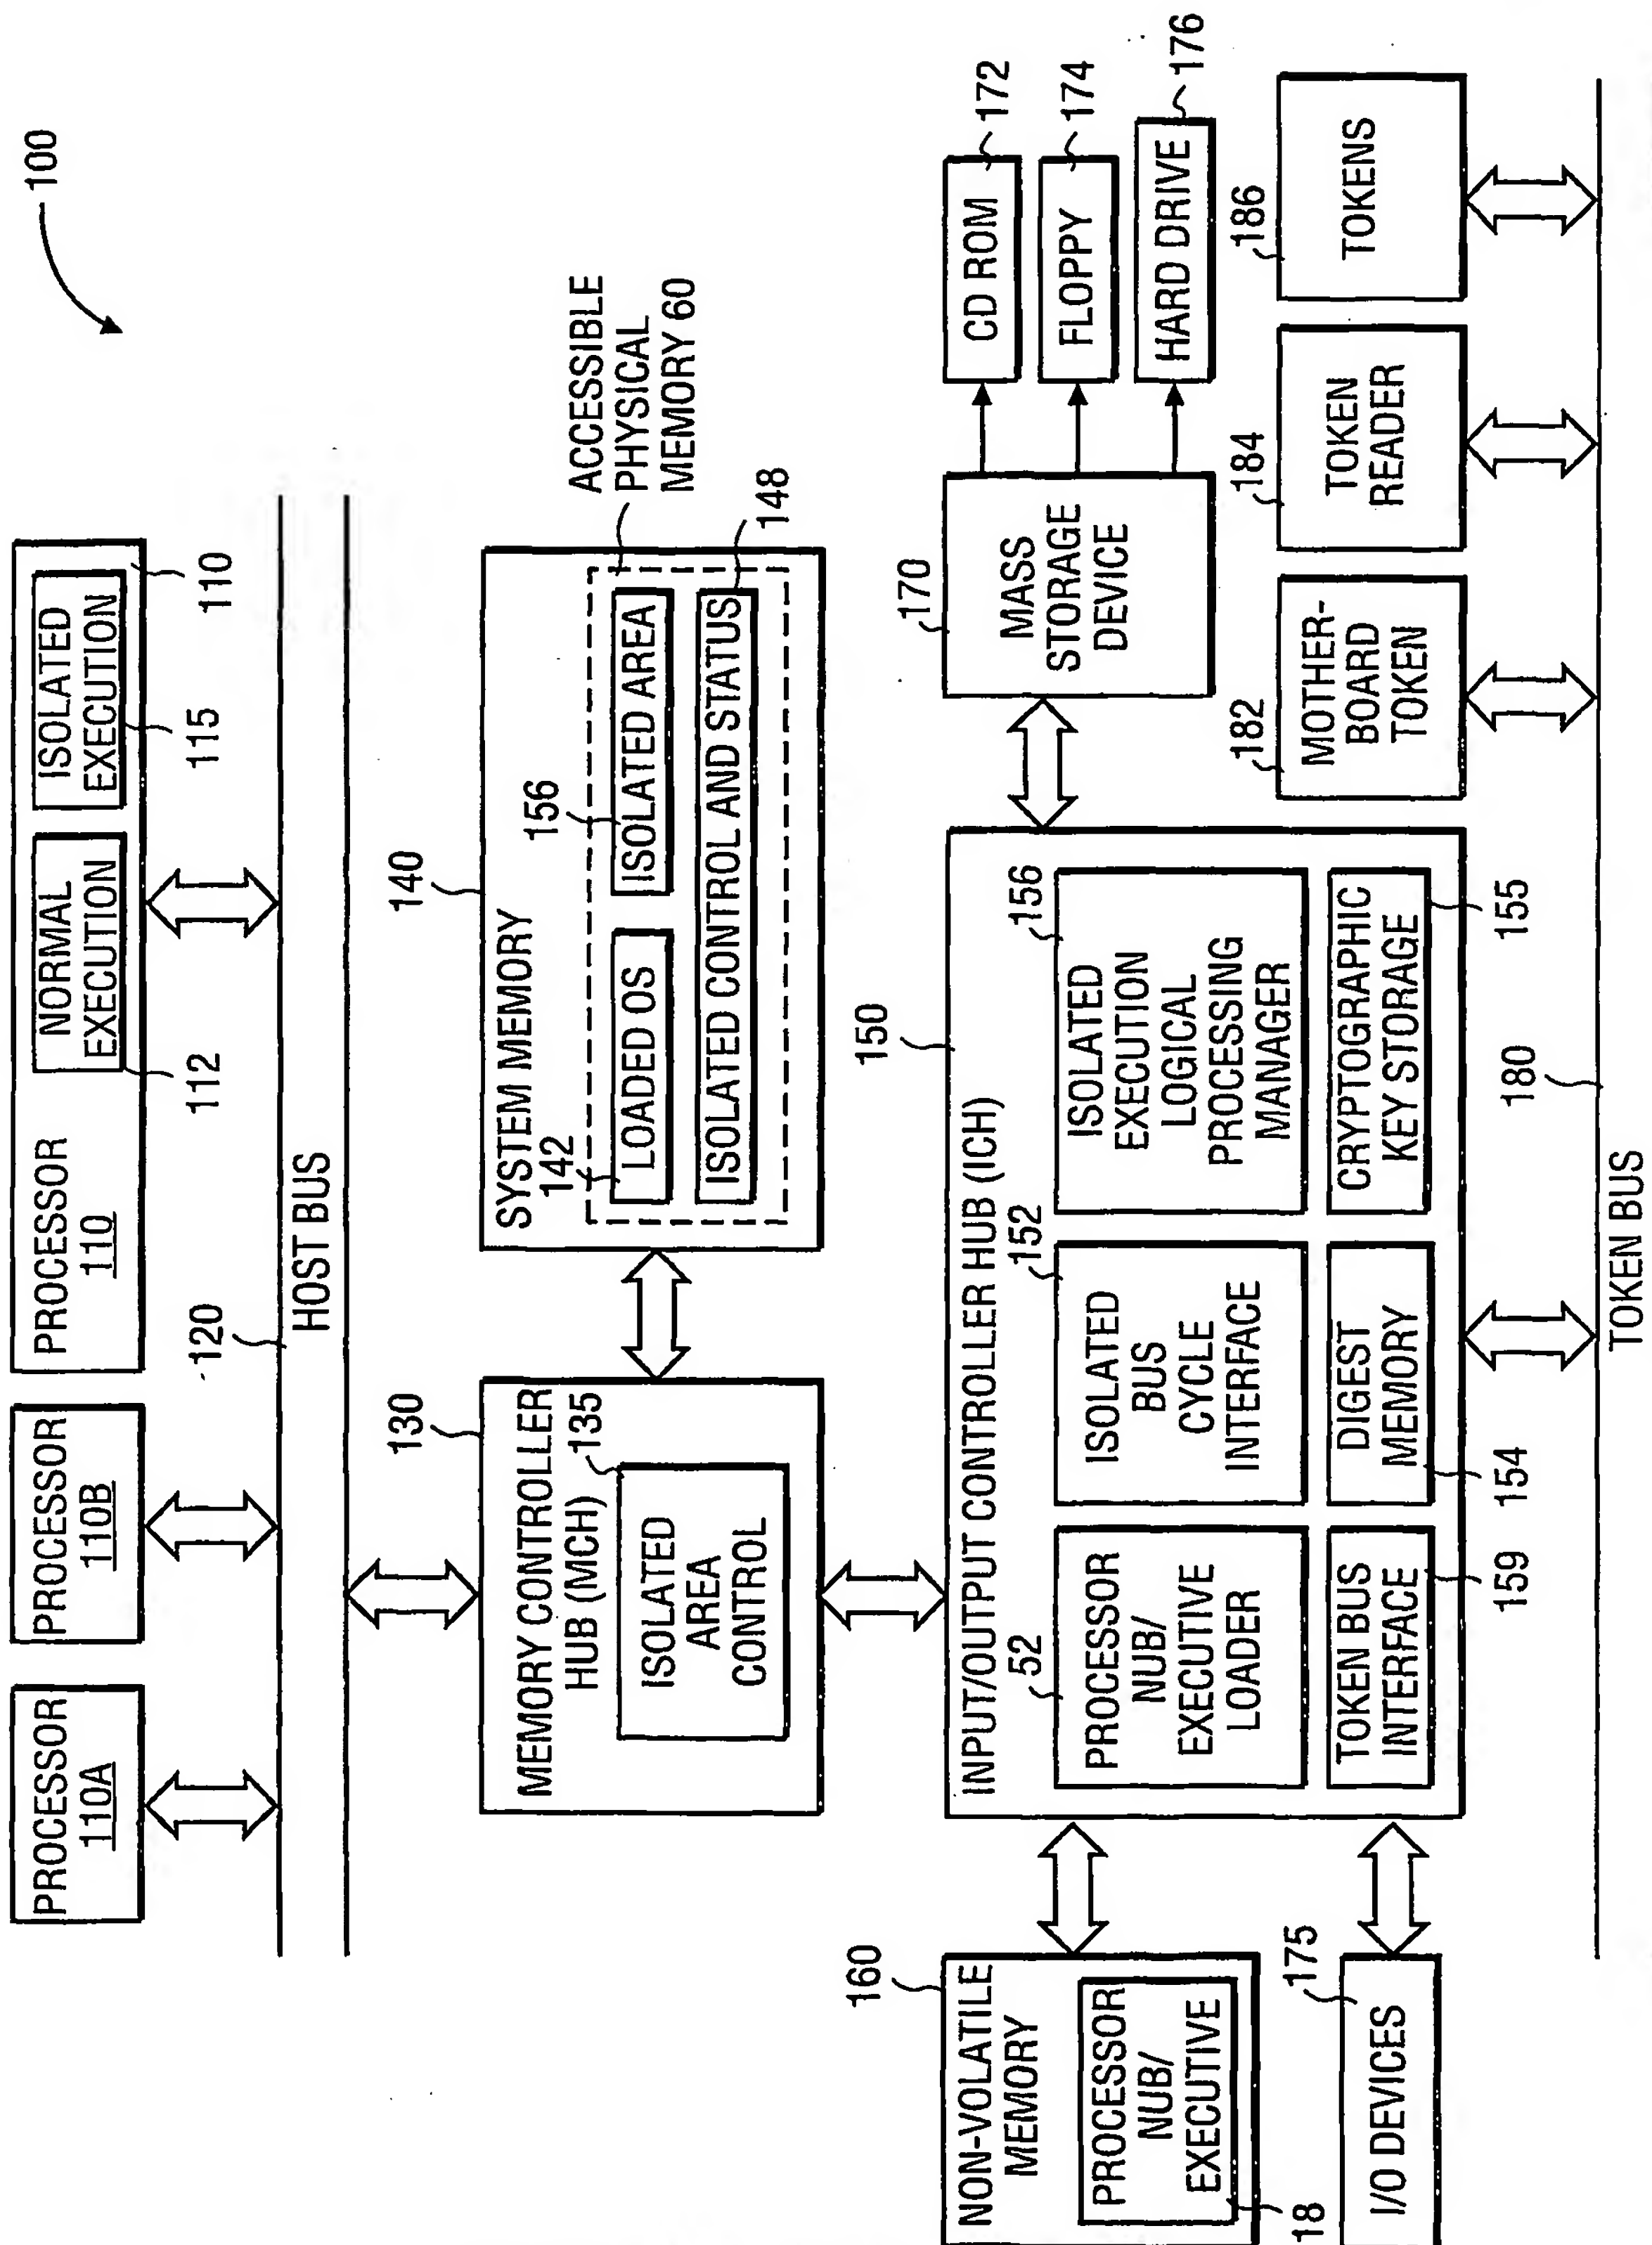 100
PROCESSOR
110A
PROCESSOR
110B
PROCESSOR
110
NORMAL
EXECUTION
112
ISOLATED
EXECUTION
115
110
120
HOST BUS
130
MEMORY CONTROLLER
HUB (MCH)
135
ISOLATED
AREA
CONTROL
140
SYSTEM MEMORY
142
LOADED OS
156
ISOLATED AREA
ISOLATED CONTROL AND STATUS
148
ACCESSIBLE
PHYSICAL
MEMORY 60
150
INPUT/OUTPUT CONTROLLER HUB (ICH)
52
PROCESSOR
NUB/
EXECUTIVE
LOADER
152
ISOLATED
BUS
CYCLE
INTERFACE
156
ISOLATED
EXECUTION
LOGICAL
PROCESSING
MANAGER
TOKEN BUS
INTERFACE
159
DIGEST
MEMORY
154
CRYPTOGRAPHIC
KEY STORAGE
155
160
NON-VOLATILE
MEMORY
PROCESSOR
NUB/
EXECUTIVE
18
175
I/O DEVICES
170
MASS
STORAGE
DEVICE
CD ROM
172
FLOPPY
174
HARD DRIVE
176
182
MOTHER-
BOARD
TOKEN
184
TOKEN
READER
186
TOKENS
180
TOKEN BUS